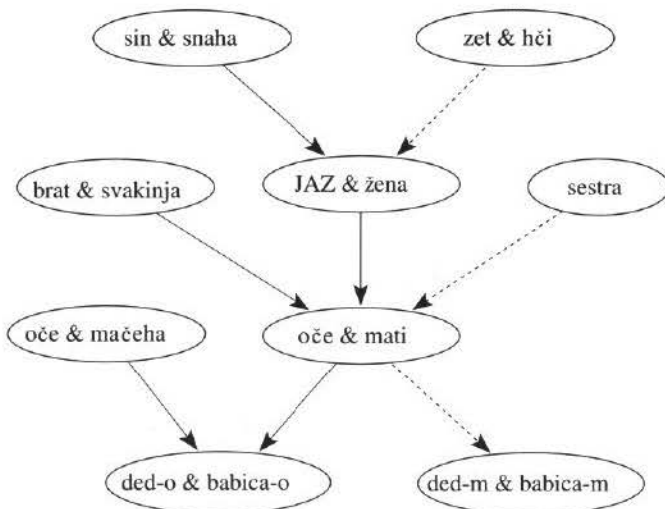 sin & snaha
zet & hči
brat & svakinja
JAZ & žena
sestra
oče & mačeha
oče & mati
ded-o & babica-o
ded-m & babica-m